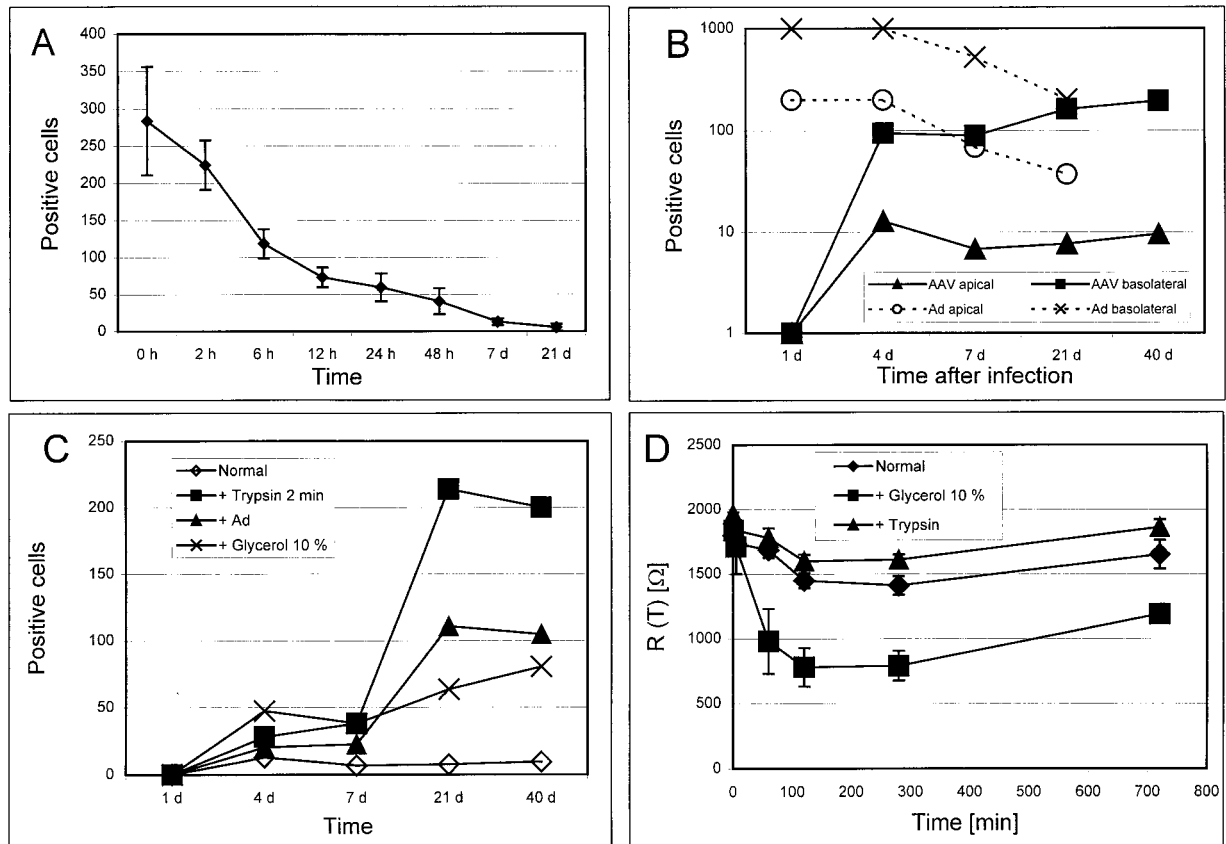 A
400
350
300
250
200
150
100
50
0
Positive cells
0 h 2 h 6 h 12 h 24 h 48 h 7 d 21 d
Time
B
1000
100
10
1
Positive cells
AAV apical AAV basolateral
Ad apical Ad basolateral
1 d 4 d 7 d 21 d 40 d
Time after infection
C
250
200
150
100
50
0
Positive cells
Normal
+ Trypsin 2 min
+ Ad
+ Glycerol 10 %
1 d 4 d 7 d 21 d 40 d
Time
D
2500
2000
1500
1000
500
0
R (T) [Ω]
Normal
+ Glycerol 10 %
+ Trypsin
0 100 200 300 400 500 600 700 800
Time [min]